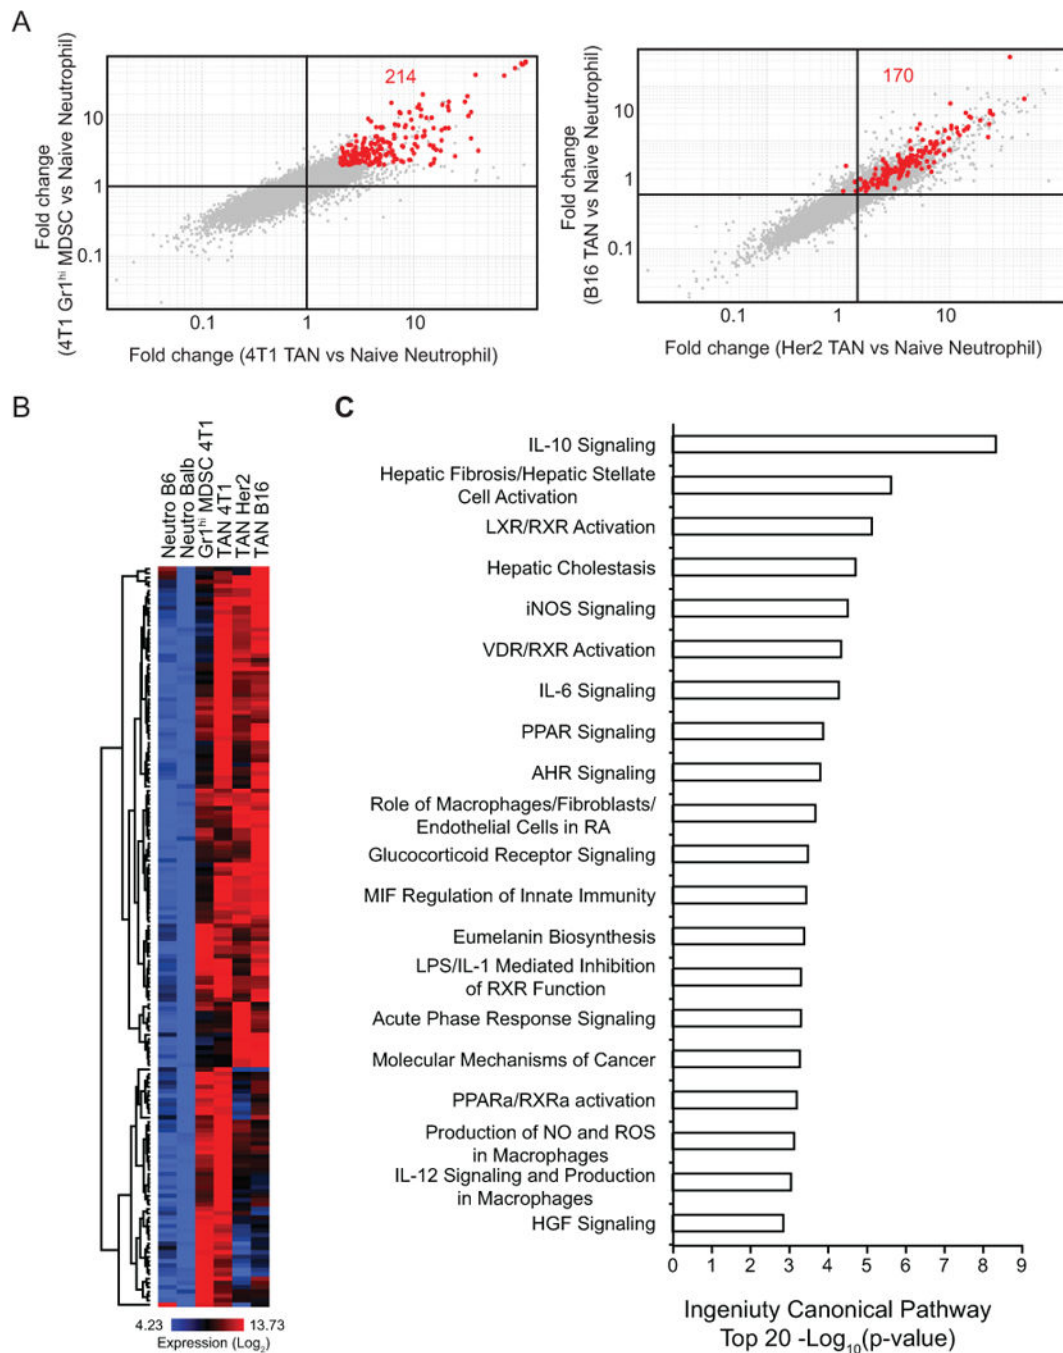 A
214
10
1
0.1
Fold change
(4T1 Gr1hi MDSC vs Naive Neutrophil)
0.1
1
10
Fold change (4T1 TAN vs Naive Neutrophil)
170
10
1
0.1
Fold change
(B16 TAN vs Naive Neutrophil)
0.1
1
10
Fold change (Her2 TAN vs Naive Neutrophil)
B
Neutro B6
Neutro Balb
Gr1hi MDSC 4T1
TAN 4T1
TAN Her2
TAN B16
4.23
13.73
Expression (Log2)
C
IL-10 Signaling
Hepatic Fibrosis/Hepatic Stellate
Cell Activation
LXR/RXR Activation
Hepatic Cholestasis
iNOS Signaling
VDR/RXR Activation
IL-6 Signaling
PPAR Signaling
AHR Signaling
Role of Macrophages/Fibroblasts/
Endothelial Cells in RA
Glucocorticoid Receptor Signaling
MIF Regulation of Innate Immunity
Eumelanin Biosynthesis
LPS/IL-1 Mediated Inhibition
of RXR Function
Acute Phase Response Signaling
Molecular Mechanisms of Cancer
PPARa/RXRa activation
Production of NO and ROS
in Macrophages
IL-12 Signaling and Production
in Macrophages
HGF Signaling
0 1 2 3 4 5 6 7 8 9
Ingeniuty Canonical Pathway
Top 20 -Log10(p-value)